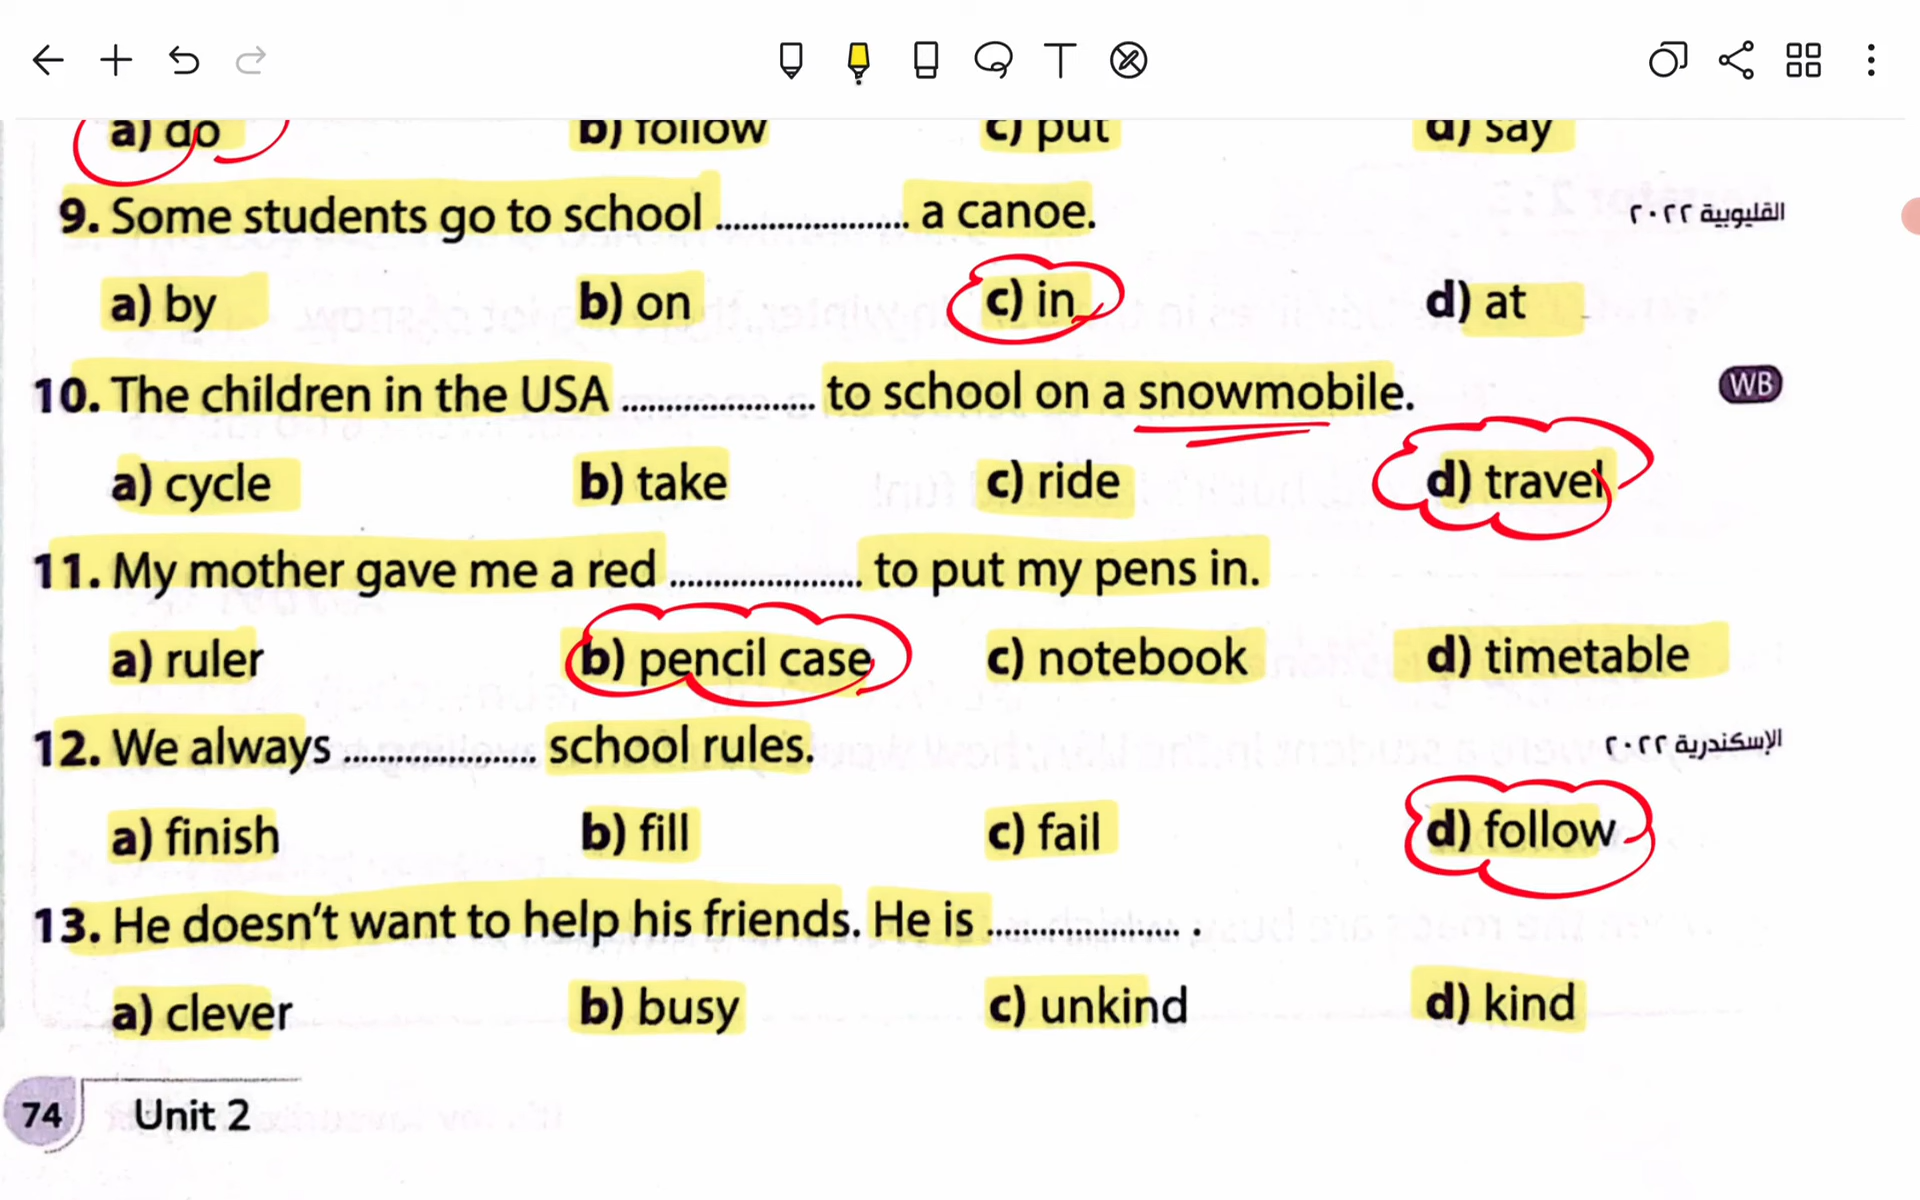 a) do b) follow c) put d) say
9. Some students go to school .................... a canoe. القليوبية ٢٠٢٢
a) by b) on c) in d) at
10. The children in the USA .................... to school on a snowmobile. WB
a) cycle b) take c) ride d) travel
11. My mother gave me a red .................... to put my pens in.
a) ruler b) pencil case c) notebook d) timetable
12. We always .................... school rules. الإسكندرية ٢٠٢٢
a) finish b) fill c) fail d) follow
13. He doesn't want to help his friends. He is .................... .
a) clever b) busy c) unkind d) kind
74 Unit 2